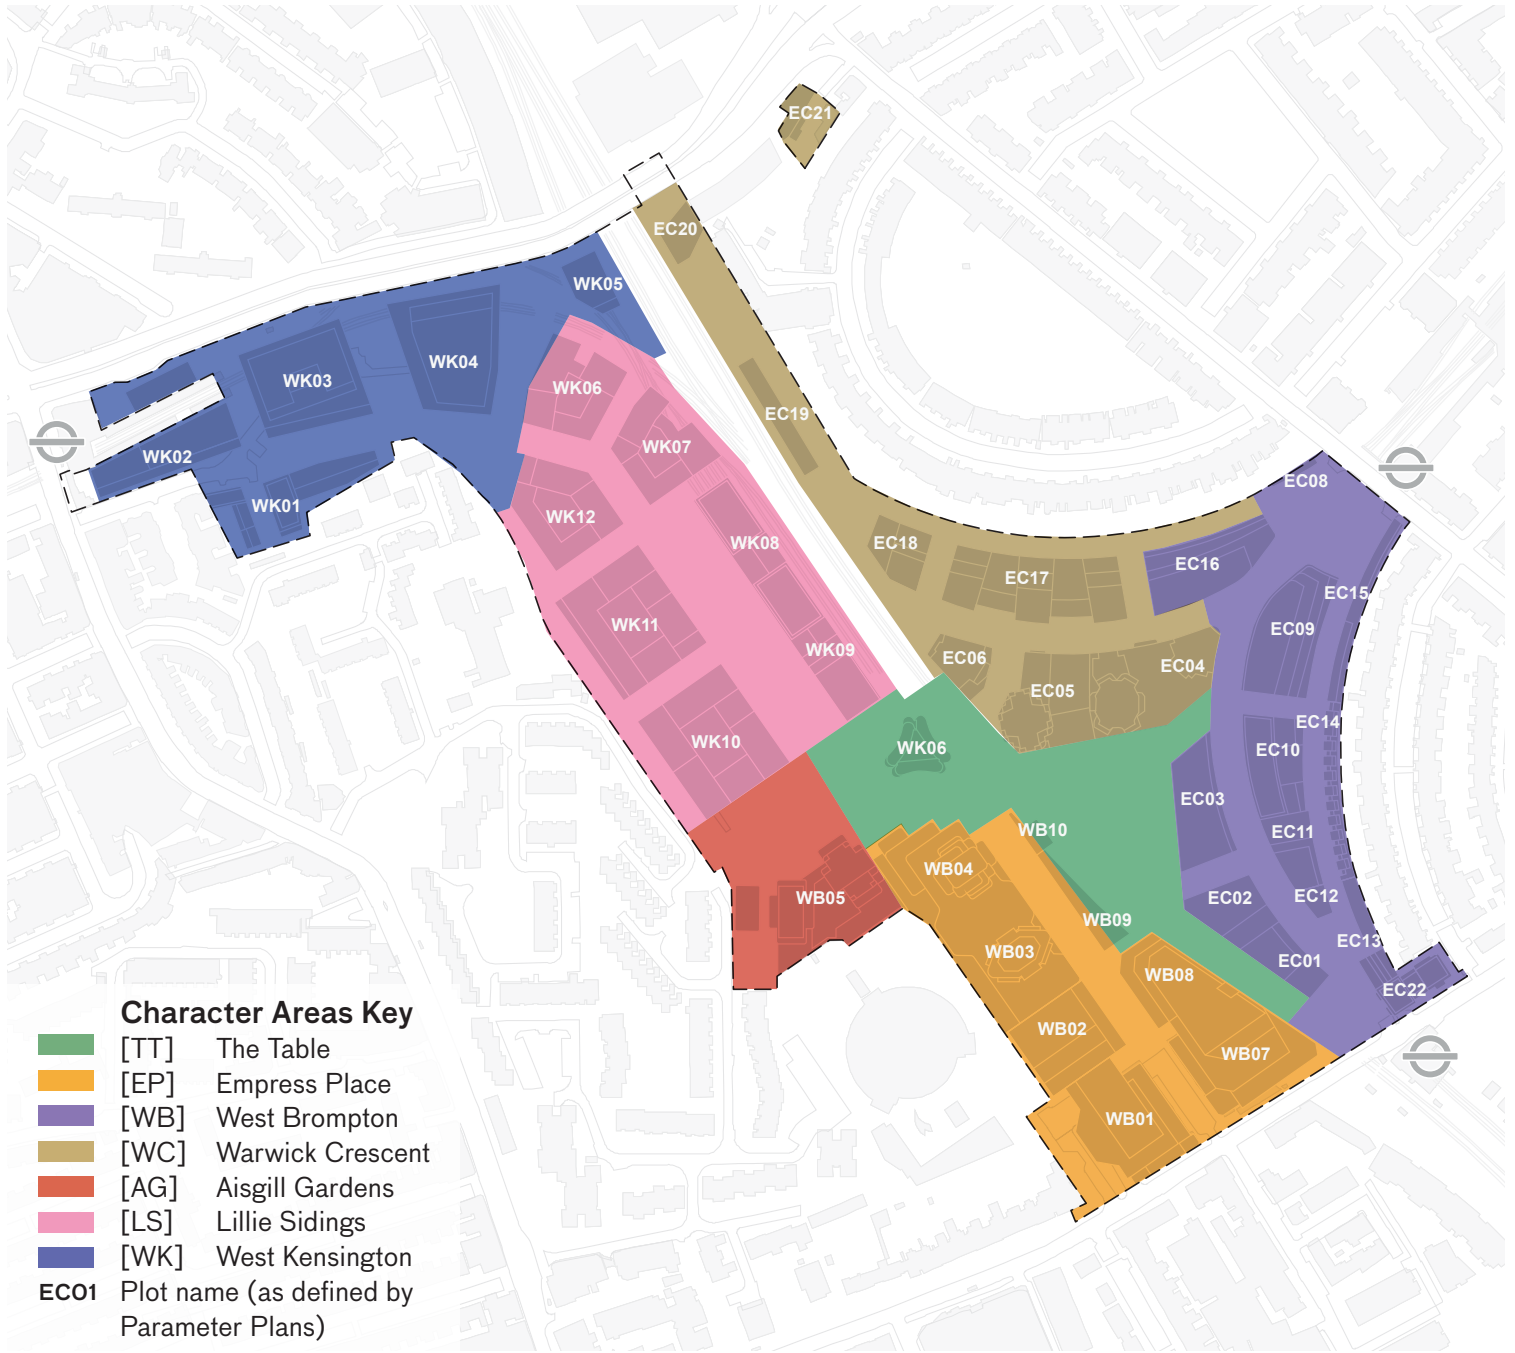 EC21
EC20
WK05
WK04
WK03
WK06
EC19
WK07
WK02
EC08
WK01
WK12
WK08
EC18
EC16
EC17
EC15
WK11
EC09
WK09
EC06
EC04
EC05
EC14
WK10
WK06
EC10
EC03
WB10
EC11
WB04
WB05
EC02
EC12
WB09
EC13
WB03
EC01
WB08
EC22
WB02
WB07
WB01
Character Areas Key
[TT] The Table
[EP] Empress Place
[WB] West Brompton
[WC] Warwick Crescent
[AG] Aisgill Gardens
[LS] Lillie Sidings
[WK] West Kensington
EC01 Plot name (as defined by
Parameter Plans)